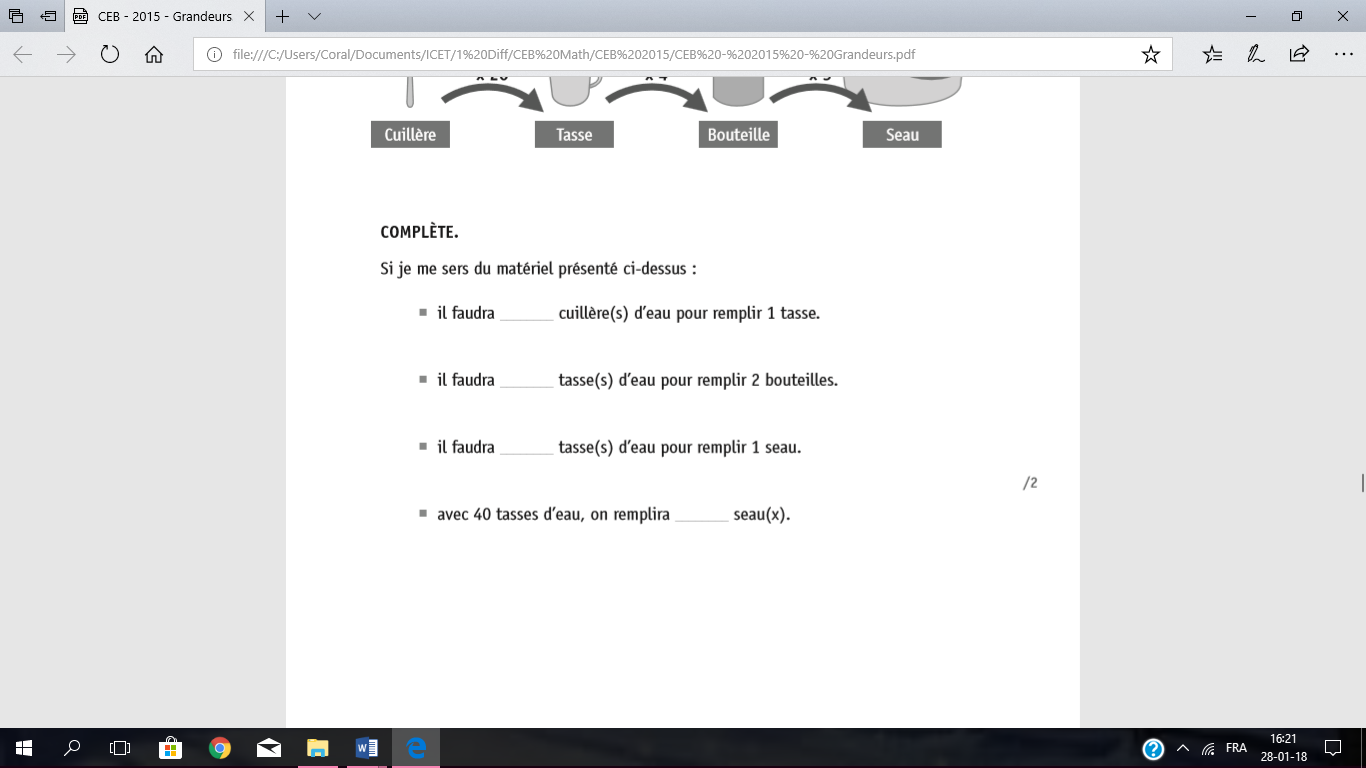 CEB - 2015 - Grandeurs
file:///C:/Users/Coral/Documents/ICET/1%20Diff/CEB%20Math/CEB%202015/CEB%20-%202015%20-%20Grandeurs.pdf
Cuillère Tasse Bouteille Seau
COMPLÈTE.
Si je me sers du matériel présenté ci-dessus :
il faudra ______ cuillère(s) d'eau pour remplir 1 tasse.
il faudra ______ tasse(s) d'eau pour remplir 2 bouteilles.
il faudra ______ tasse(s) d'eau pour remplir 1 seau.
/2
avec 40 tasses d'eau, on remplira ______ seau(x).
FRA
16:21
28-01-18